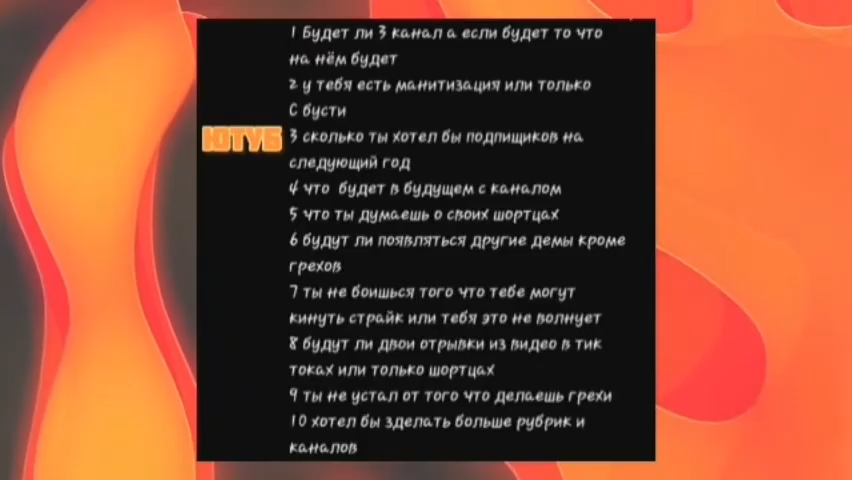 1 Будет ли 3 канал а если будет то что
на нём будет
2 у тебя есть манитизация или только
С бусти
ЮТУБ
3 сколько ты хотел бы подпищиков на
следующий год
4 что будет в будущем с каналом
5 что ты думаешь о своих шортцах
6 будут ли появляться другие демы кроме
грехов
7 ты не боишься того что тебе могут
кинуть страйк или тебя это не волнует
8 будут ли двои отрывки из видео в тик
токах или только шортцах
9 ты не устал от того что делаешь грехи
10 хотел бы зделать больше рубрик и
каналов